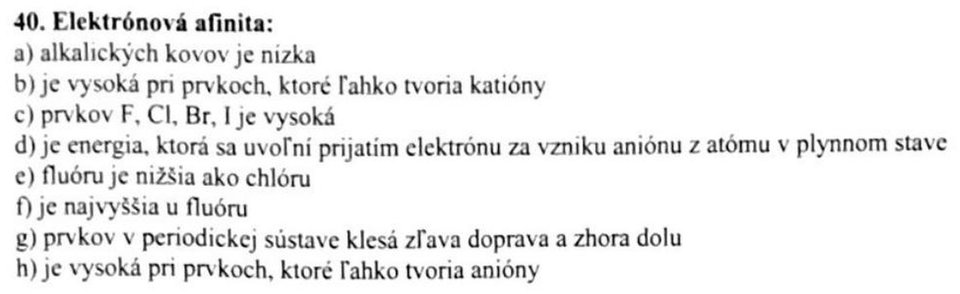 40. Elektrónová afinita:
a) alkalických kovov je nízka
b) je vysoká pri prvkoch, ktoré ľahko tvoria katióny
c) prvkov F, Cl, Br, I je vysoká
d) je energia, ktorá sa uvoľní prijatím elektrónu za vzniku aniónu z atómu v plynnom stave
e) fluóru je nižšia ako chlóru
f) je najvyššia u fluóru
g) prvkov v periodickej sústave klesá zľava doprava a zhora dolu
h) je vysoká pri prvkoch, ktoré ľahko tvoria anióny